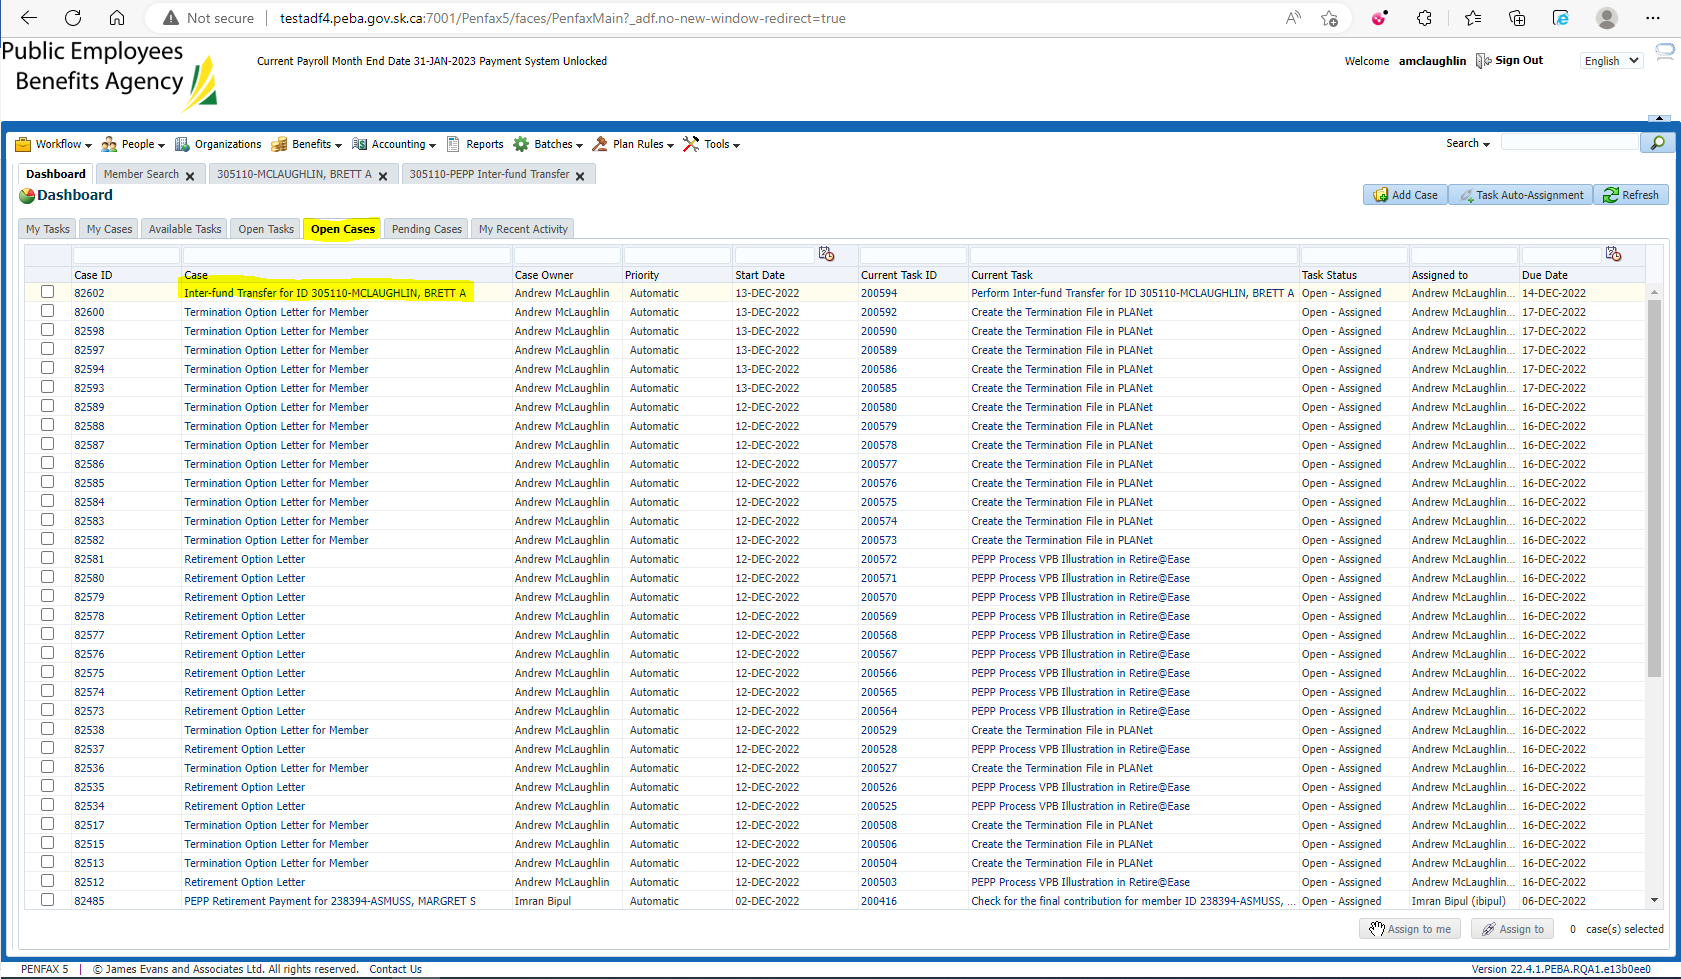 Not secure | testadf4.peba.gov.sk.ca:7001/Penfax5/faces/PenfaxMain?_adf.no-new-window-redirect=true
Public Employees
Benefits Agency
Current Payroll Month End Date 31-JAN-2023 Payment System Unlocked
Welcome amclaughlin Sign Out English
Workflow People Organizations Benefits Accounting Reports Batches Plan Rules Tools Search
Dashboard Member Search 305110-MCLAUGHLIN, BRETT A 305110-PEPP Inter-fund Transfer
Dashboard Add Case Task Auto-Assignment Refresh
My Tasks My Cases Available Tasks Open Tasks Open Cases Pending Cases My Recent Activity
Case ID Case Case Owner Priority Start Date Current Task ID Current Task Task Status Assigned to Due Date
82602 Inter-fund Transfer for ID 305110-MCLAUGHLIN, BRETT A Andrew McLaughlin Automatic 13-DEC-2022 200594 Perform Inter-fund Transfer for ID 305110-MCLAUGHLIN, BRETT A Open - Assigned Andrew McLaughlin... 14-DEC-2022
82600 Termination Option Letter for Member Andrew McLaughlin Automatic 13-DEC-2022 200592 Create the Termination File in PLANet Open - Assigned Andrew McLaughlin... 17-DEC-2022
82598 Termination Option Letter for Member Andrew McLaughlin Automatic 13-DEC-2022 200590 Create the Termination File in PLANet Open - Assigned Andrew McLaughlin... 17-DEC-2022
82597 Termination Option Letter for Member Andrew McLaughlin Automatic 13-DEC-2022 200589 Create the Termination File in PLANet Open - Assigned Andrew McLaughlin... 17-DEC-2022
82594 Termination Option Letter for Member Andrew McLaughlin Automatic 13-DEC-2022 200586 Create the Termination File in PLANet Open - Assigned Andrew McLaughlin... 17-DEC-2022
82593 Termination Option Letter for Member Andrew McLaughlin Automatic 13-DEC-2022 200585 Create the Termination File in PLANet Open - Assigned Andrew McLaughlin... 17-DEC-2022
82589 Termination Option Letter for Member Andrew McLaughlin Automatic 12-DEC-2022 200580 Create the Termination File in PLANet Open - Assigned Andrew McLaughlin... 16-DEC-2022
82588 Termination Option Letter for Member Andrew McLaughlin Automatic 12-DEC-2022 200579 Create the Termination File in PLANet Open - Assigned Andrew McLaughlin... 16-DEC-2022
82587 Termination Option Letter for Member Andrew McLaughlin Automatic 12-DEC-2022 200578 Create the Termination File in PLANet Open - Assigned Andrew McLaughlin... 16-DEC-2022
82586 Termination Option Letter for Member Andrew McLaughlin Automatic 12-DEC-2022 200577 Create the Termination File in PLANet Open - Assigned Andrew McLaughlin... 16-DEC-2022
82585 Termination Option Letter for Member Andrew McLaughlin Automatic 12-DEC-2022 200576 Create the Termination File in PLANet Open - Assigned Andrew McLaughlin... 16-DEC-2022
82584 Termination Option Letter for Member Andrew McLaughlin Automatic 12-DEC-2022 200575 Create the Termination File in PLANet Open - Assigned Andrew McLaughlin... 16-DEC-2022
82583 Termination Option Letter for Member Andrew McLaughlin Automatic 12-DEC-2022 200574 Create the Termination File in PLANet Open - Assigned Andrew McLaughlin... 16-DEC-2022
82582 Termination Option Letter for Member Andrew McLaughlin Automatic 12-DEC-2022 200573 Create the Termination File in PLANet Open - Assigned Andrew McLaughlin... 16-DEC-2022
82581 Retirement Option Letter Andrew McLaughlin Automatic 12-DEC-2022 200572 PEPP Process VPB Illustration in Retire@Ease Open - Assigned Andrew McLaughlin... 16-DEC-2022
82580 Retirement Option Letter Andrew McLaughlin Automatic 12-DEC-2022 200571 PEPP Process VPB Illustration in Retire@Ease Open - Assigned Andrew McLaughlin... 16-DEC-2022
82579 Retirement Option Letter Andrew McLaughlin Automatic 12-DEC-2022 200570 PEPP Process VPB Illustration in Retire@Ease Open - Assigned Andrew McLaughlin... 16-DEC-2022
82578 Retirement Option Letter Andrew McLaughlin Automatic 12-DEC-2022 200569 PEPP Process VPB Illustration in Retire@Ease Open - Assigned Andrew McLaughlin... 16-DEC-2022
82577 Retirement Option Letter Andrew McLaughlin Automatic 12-DEC-2022 200568 PEPP Process VPB Illustration in Retire@Ease Open - Assigned Andrew McLaughlin... 16-DEC-2022
82576 Retirement Option Letter Andrew McLaughlin Automatic 12-DEC-2022 200567 PEPP Process VPB Illustration in Retire@Ease Open - Assigned Andrew McLaughlin... 16-DEC-2022
82575 Retirement Option Letter Andrew McLaughlin Automatic 12-DEC-2022 200566 PEPP Process VPB Illustration in Retire@Ease Open - Assigned Andrew McLaughlin... 16-DEC-2022
82574 Retirement Option Letter Andrew McLaughlin Automatic 12-DEC-2022 200565 PEPP Process VPB Illustration in Retire@Ease Open - Assigned Andrew McLaughlin... 16-DEC-2022
82573 Retirement Option Letter Andrew McLaughlin Automatic 12-DEC-2022 200564 PEPP Process VPB Illustration in Retire@Ease Open - Assigned Andrew McLaughlin... 16-DEC-2022
82538 Termination Option Letter for Member Andrew McLaughlin Automatic 12-DEC-2022 200529 Create the Termination File in PLANet Open - Assigned Andrew McLaughlin... 16-DEC-2022
82537 Retirement Option Letter Andrew McLaughlin Automatic 12-DEC-2022 200528 PEPP Process VPB Illustration in Retire@Ease Open - Assigned Andrew McLaughlin... 16-DEC-2022
82536 Termination Option Letter for Member Andrew McLaughlin Automatic 12-DEC-2022 200527 Create the Termination File in PLANet Open - Assigned Andrew McLaughlin... 16-DEC-2022
82535 Retirement Option Letter Andrew McLaughlin Automatic 12-DEC-2022 200526 PEPP Process VPB Illustration in Retire@Ease Open - Assigned Andrew McLaughlin... 16-DEC-2022
82534 Retirement Option Letter Andrew McLaughlin Automatic 12-DEC-2022 200525 PEPP Process VPB Illustration in Retire@Ease Open - Assigned Andrew McLaughlin... 16-DEC-2022
82517 Termination Option Letter for Member Andrew McLaughlin Automatic 12-DEC-2022 200508 Create the Termination File in PLANet Open - Assigned Andrew McLaughlin... 16-DEC-2022
82515 Termination Option Letter for Member Andrew McLaughlin Automatic 12-DEC-2022 200506 Create the Termination File in PLANet Open - Assigned Andrew McLaughlin... 16-DEC-2022
82513 Termination Option Letter for Member Andrew McLaughlin Automatic 12-DEC-2022 200504 Create the Termination File in PLANet Open - Assigned Andrew McLaughlin... 16-DEC-2022
82512 Retirement Option Letter Andrew McLaughlin Automatic 12-DEC-2022 200503 PEPP Process VPB Illustration in Retire@Ease Open - Assigned Andrew McLaughlin... 16-DEC-2022
82485 PEPP Retirement Payment for 238394-ASMUSS, MARGRET S Imran Bipul Automatic 02-DEC-2022 200416 Check for the final contribution for member ID 238394-ASMUSS, ... Open - Assigned Imran Bipul (ibipul) 06-DEC-2022
Assign to me Assign to 0 case(s) selected
PENFAX 5 | © James Evans and Associates Ltd. All rights reserved. Contact Us Version 22.4.1.PEBA.RQA1.e13b0ee0